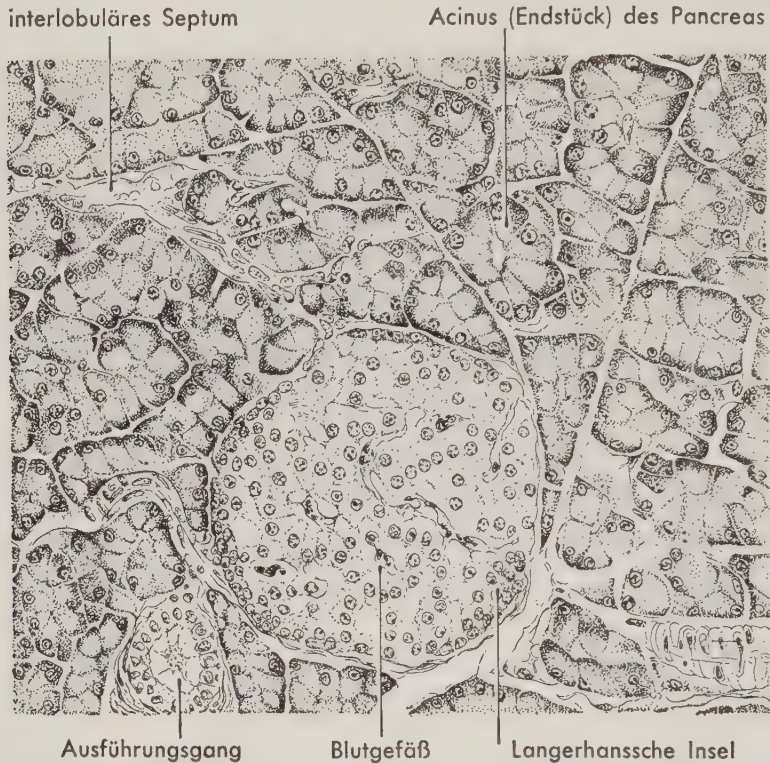 interlobuläres Septum
Acinus (Endstück) des Pancreas
Ausführungsgang
Blutgefäß
Langerhanssche Insel